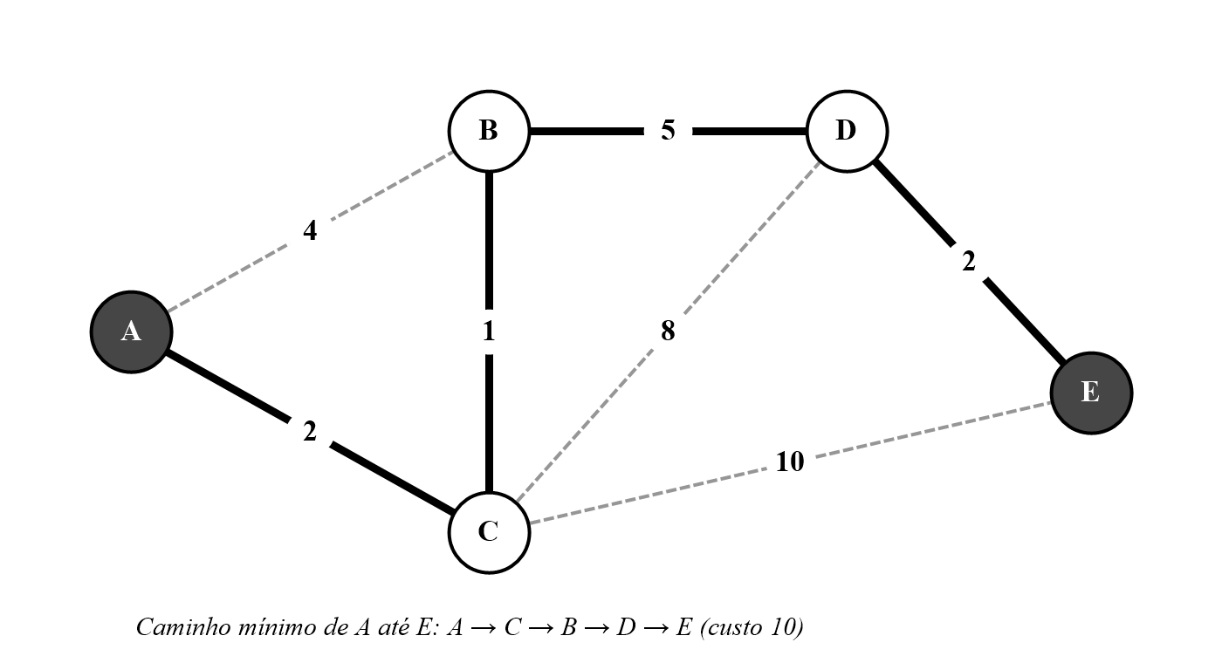 B
5
D
4
2
A
1
8
E
2
10
C
Caminho mínimo de A até E: A → C → B → D → E (custo 10)